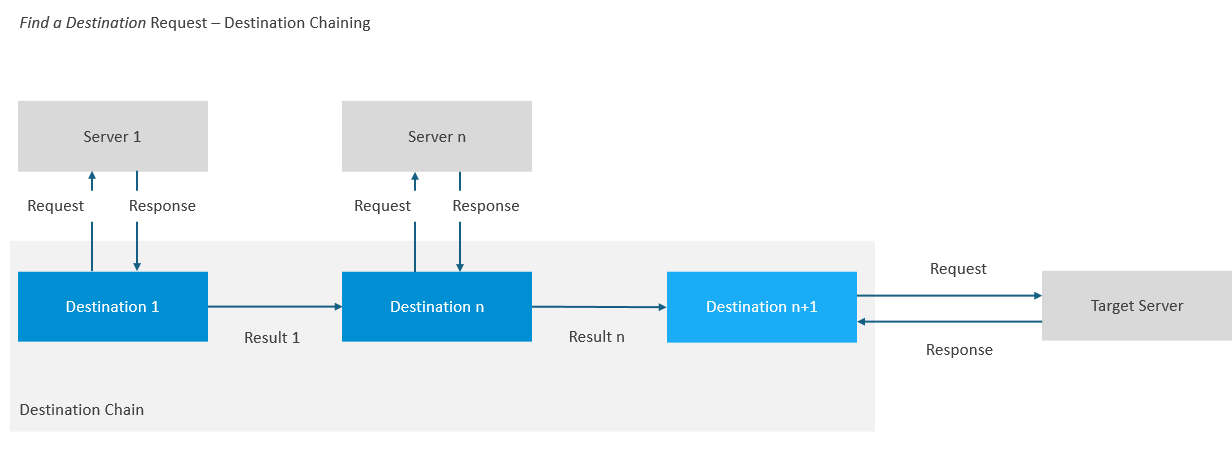 Find a Destination Request – Destination Chaining
Server 1
Server n
Request
Response
Request
Response
Destination 1
Result 1
Destination n
Result n
Destination n+1
Request
Response
Target Server
Destination Chain